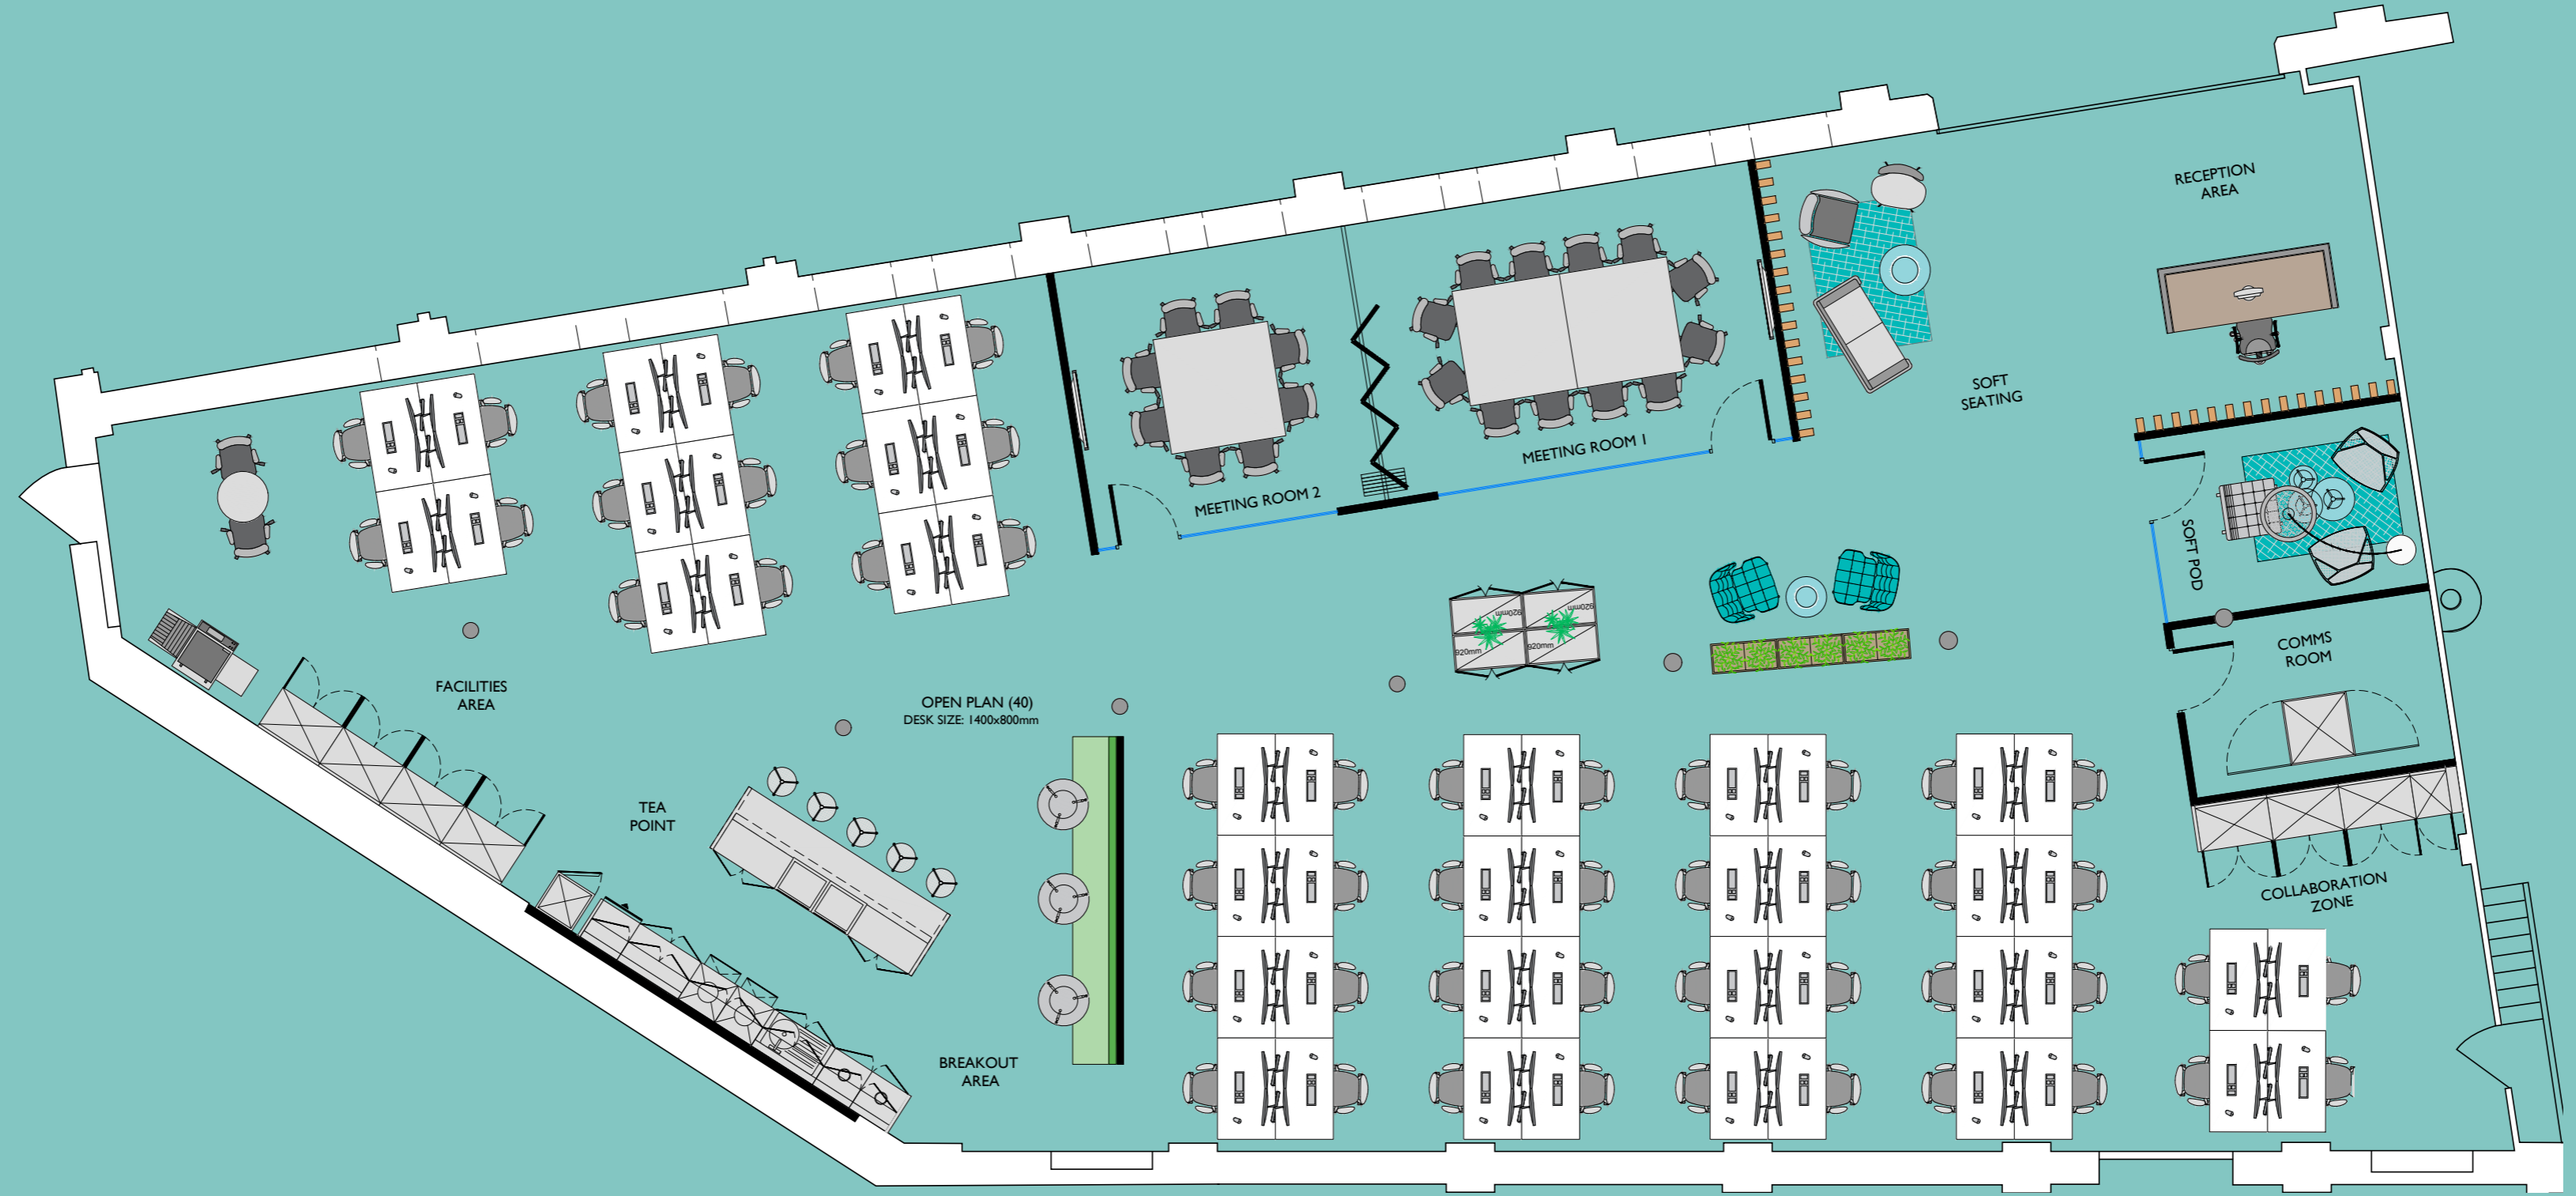 RECEPTION
AREA
SOFT
SEATING
MEETING ROOM 1
MEETING ROOM 2
SOFT POD
920mm
920mm
920mm
920mm
COMMS
ROOM
FACILITIES
AREA
OPEN PLAN (40)
DESK SIZE: 1400x800mm
TEA
POINT
COLLABORATION
ZONE
BREAKOUT
AREA